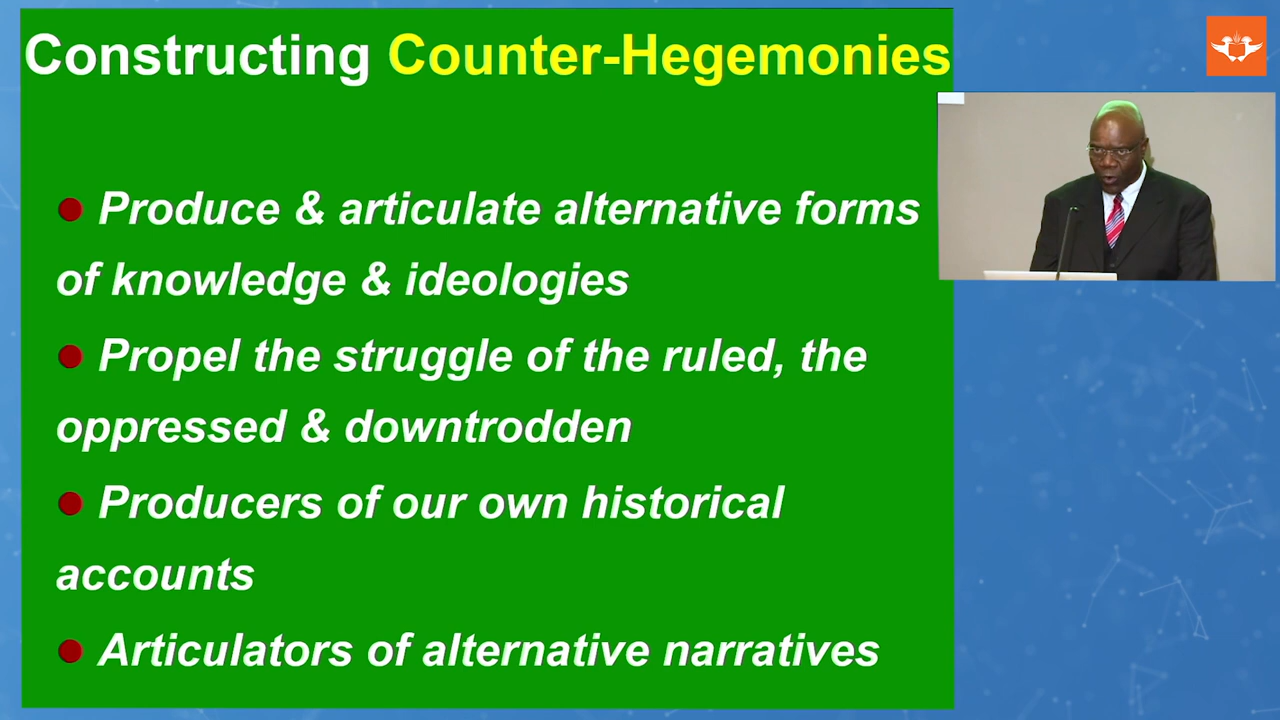 Constructing Counter-Hegemonies
● Produce & articulate alternative forms
of knowledge & ideologies
● Propel the struggle of the ruled, the
oppressed & downtrodden
● Producers of our own historical
accounts
● Articulators of alternative narratives